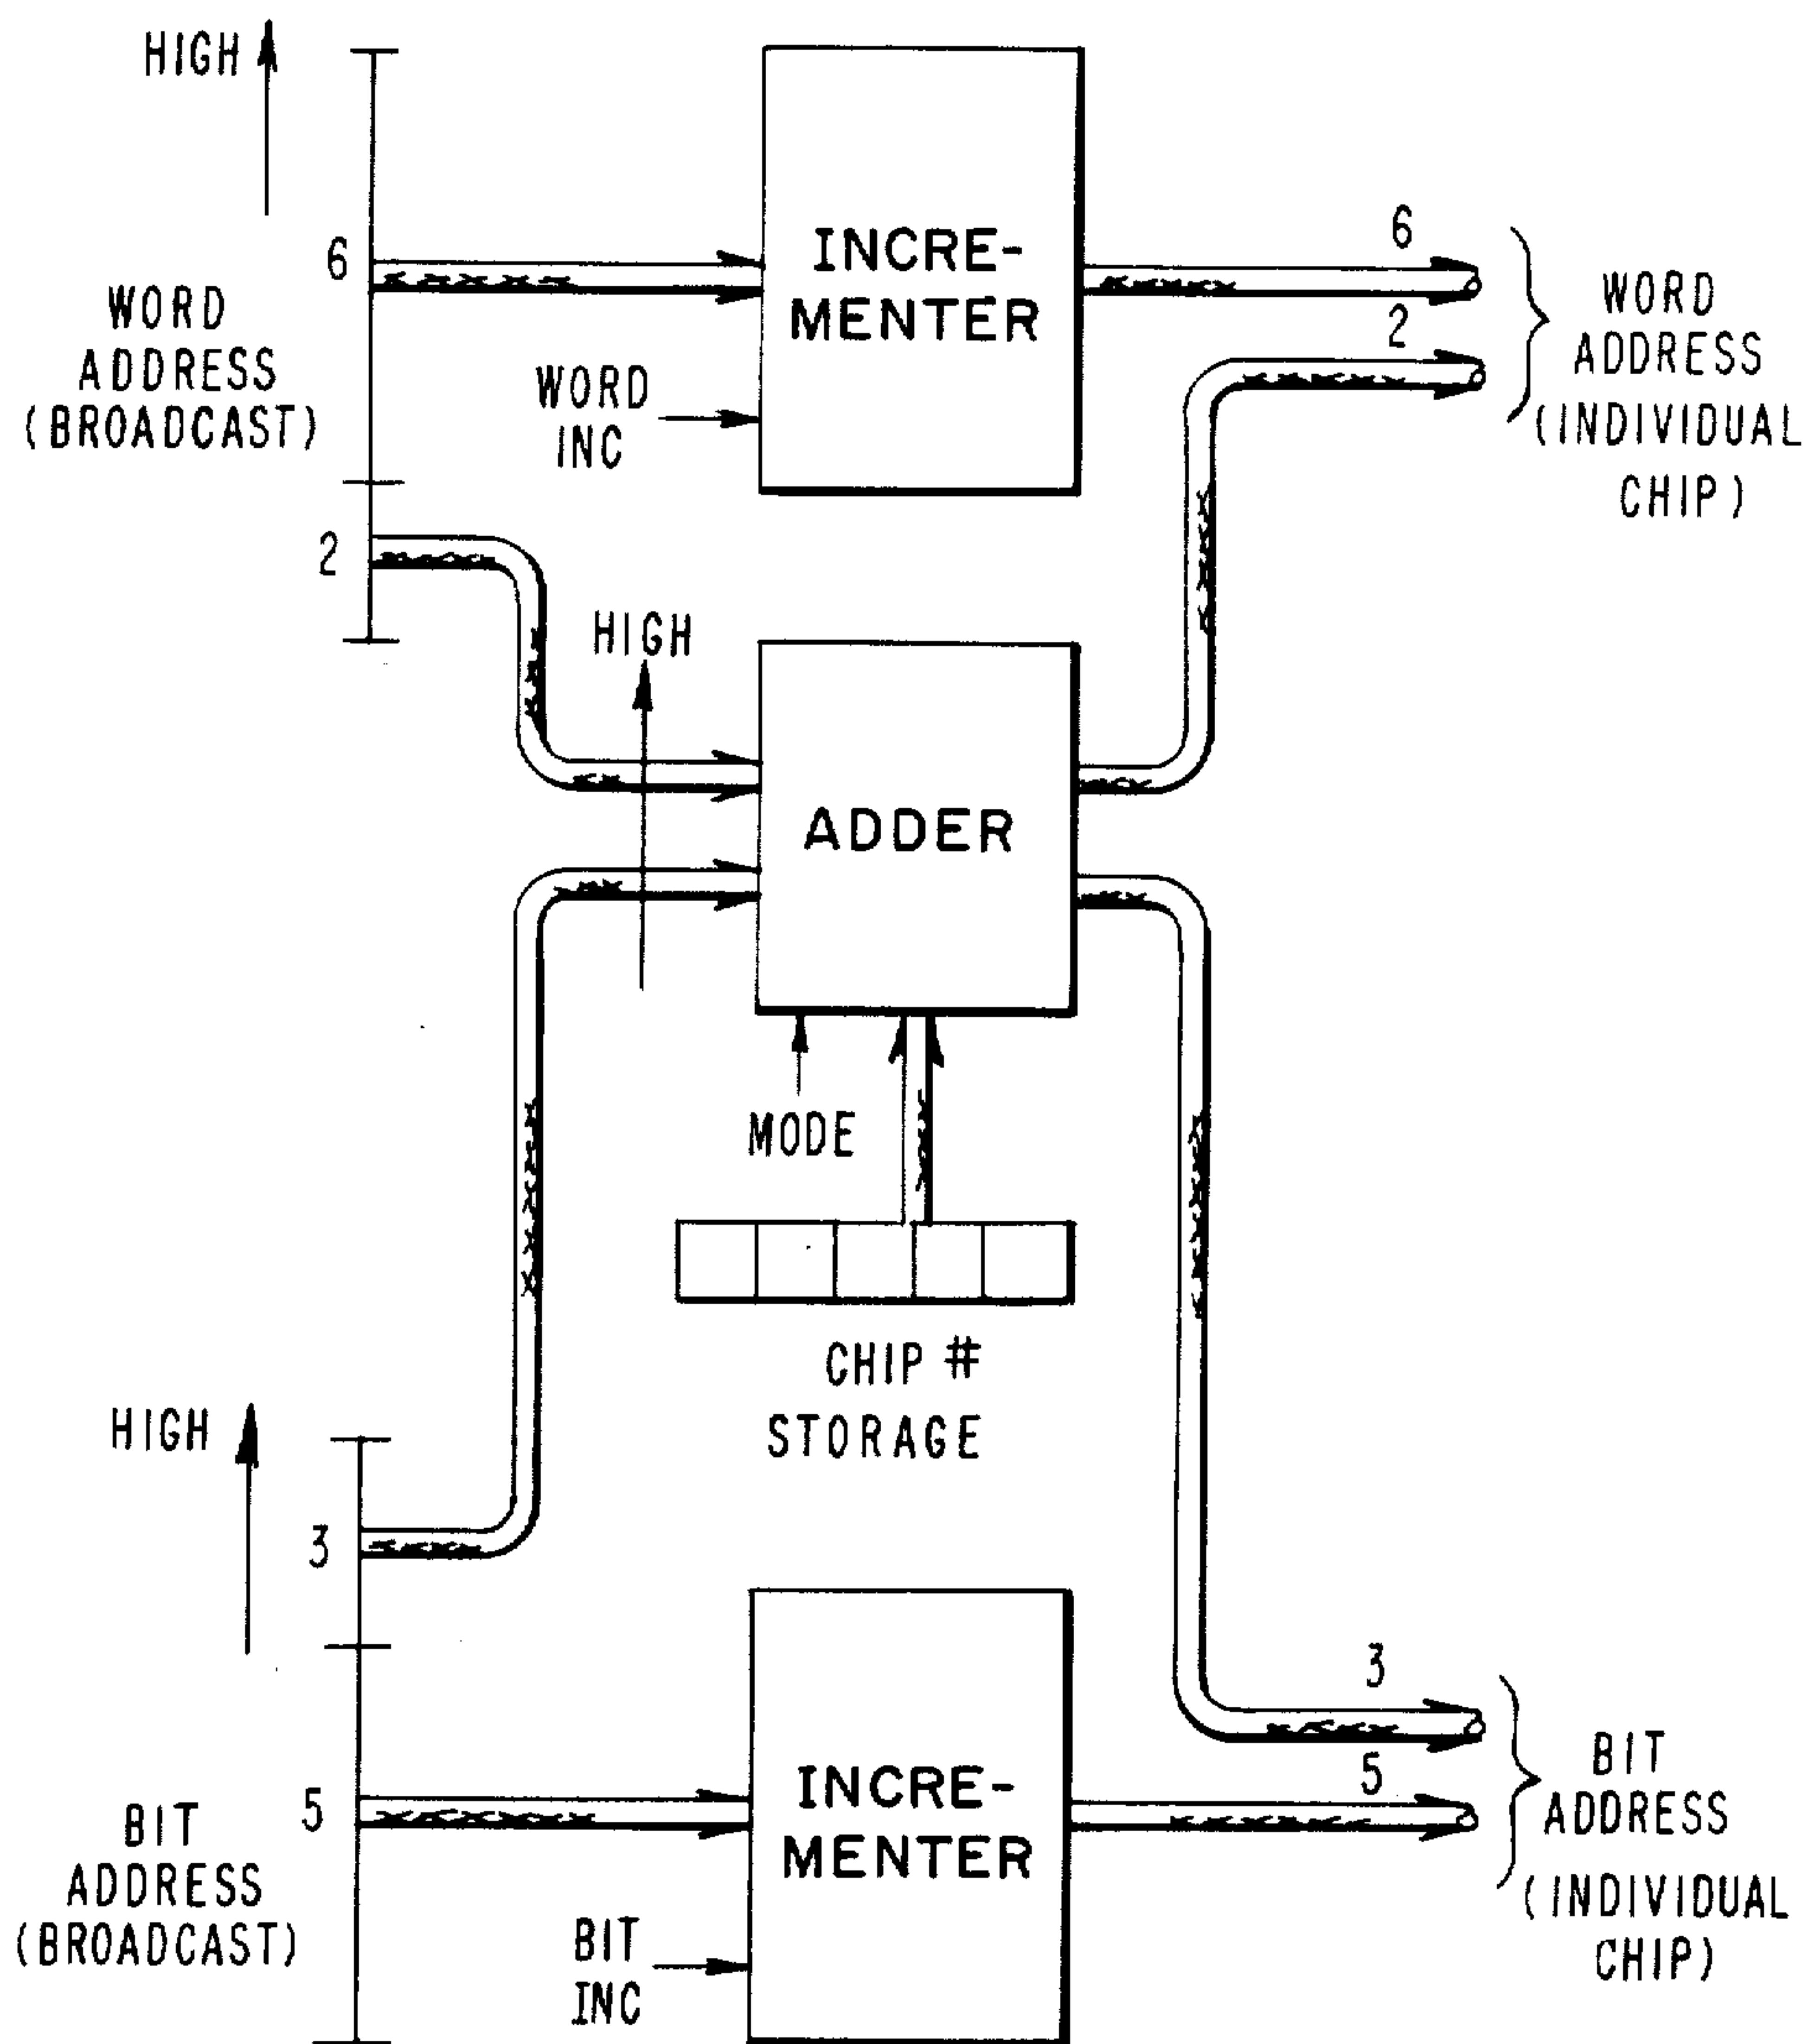 HIGH
6
WORD
ADDRESS
(BROADCAST)
2
INCRE-
MENTER
WORD
INC
6
2
WORD
ADDRESS
(INDIVIDUAL
CHIP)
HIGH
ADDER
MODE
CHIP #
STORAGE
HIGH
3
5
BIT
ADDRESS
(BROADCAST)
INCRE-
MENTER
BIT
INC
3
5
BIT
ADDRESS
(INDIVIDUAL
CHIP)